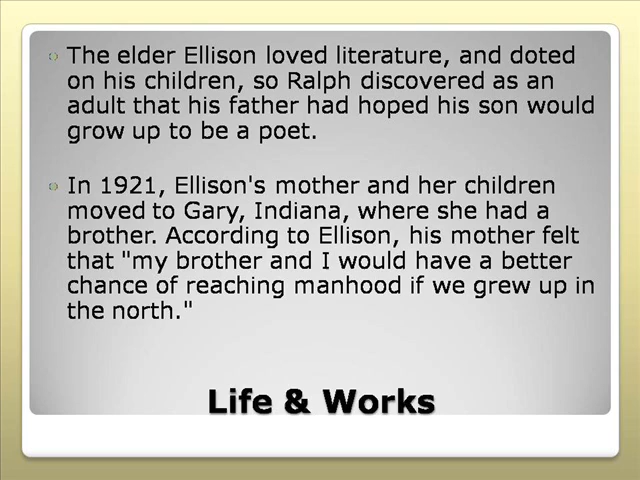 The elder Ellison loved literature, and doted
on his children, so Ralph discovered as an
adult that his father had hoped his son would
grow up to be a poet.
In 1921, Ellison's mother and her children
moved to Gary, Indiana, where she had a
brother. According to Ellison, his mother felt
that "my brother and I would have a better
chance of reaching manhood if we grew up in
the north."
Life & Works